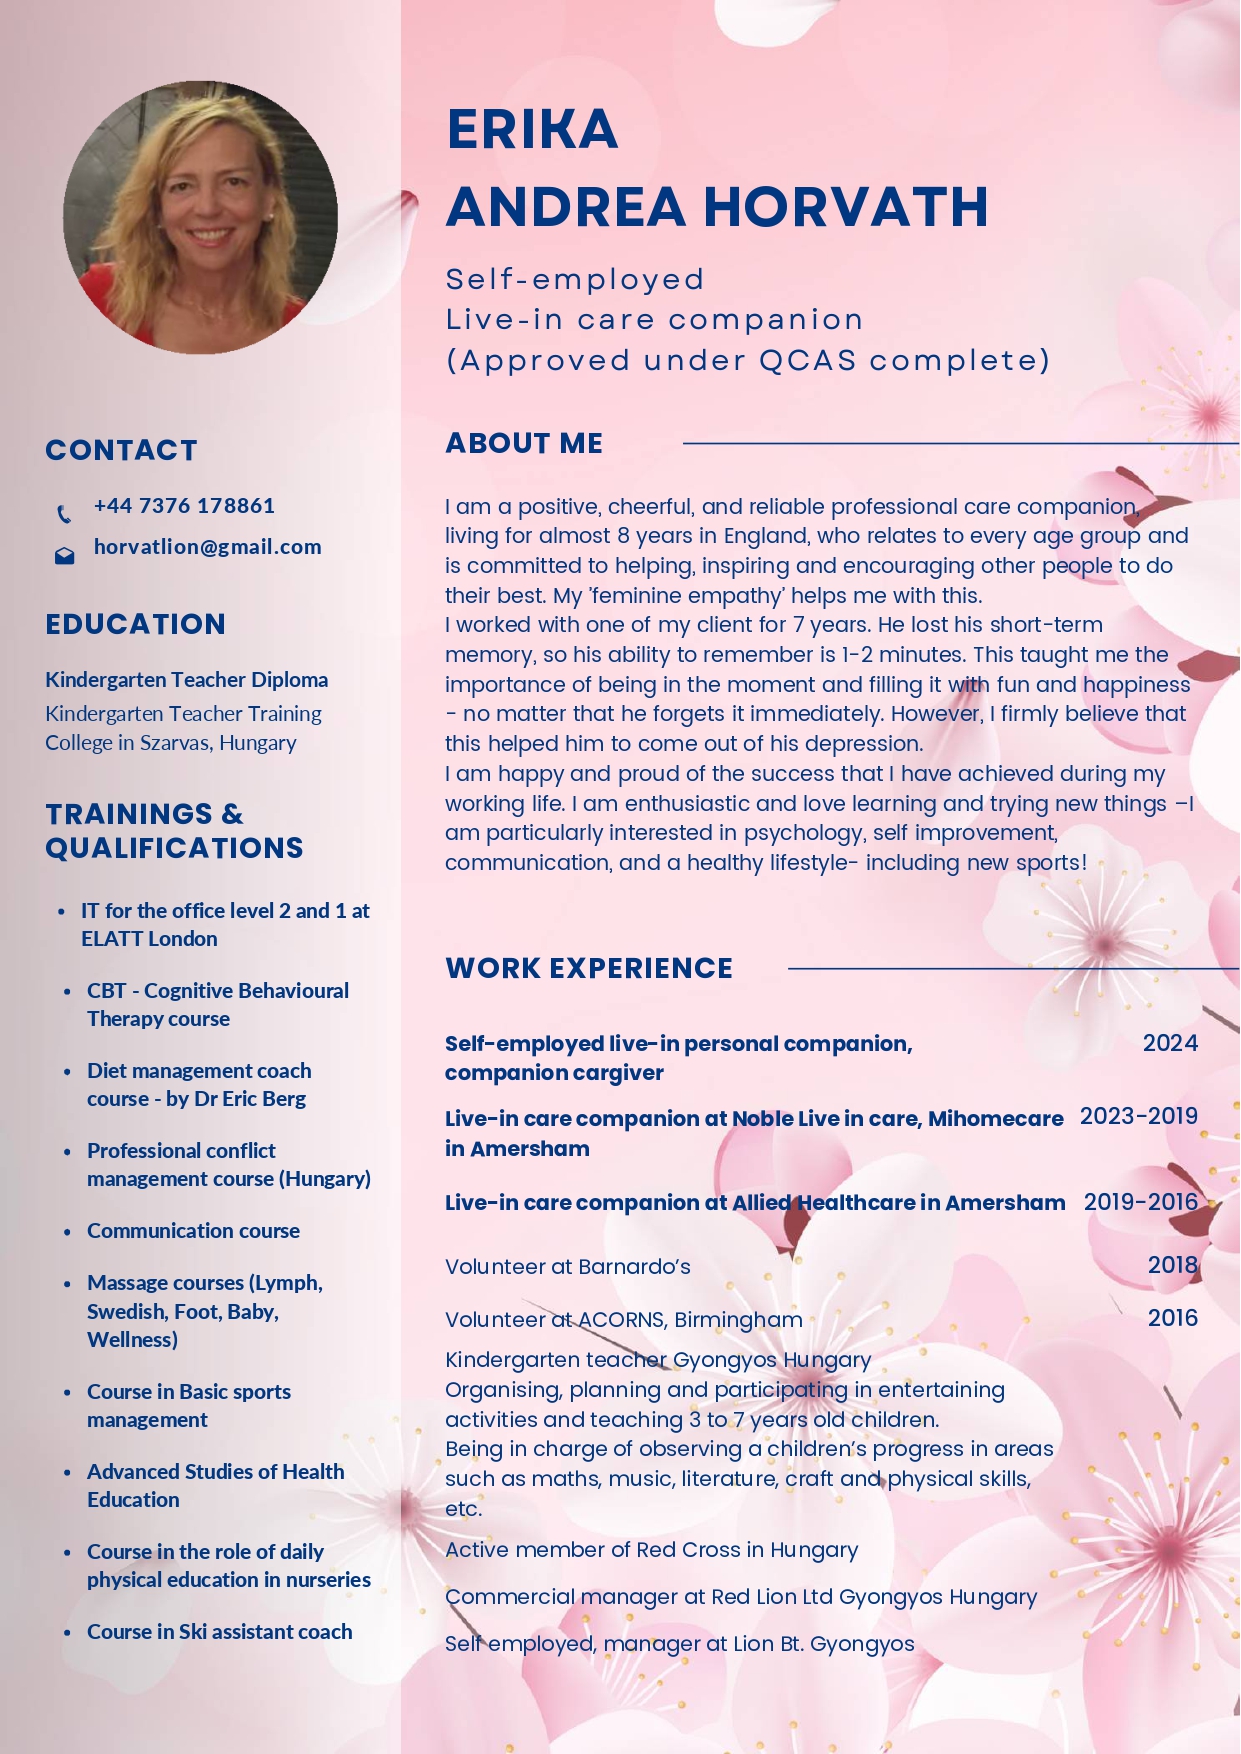 ERIKA
ANDREA HORVATH
Self-employed
Live-in care companion
(Approved under QCAS complete)
CONTACT
+44 7376 178861
horvatlion@gmail.com
EDUCATION
Kindergarten Teacher Diploma
Kindergarten Teacher Training
College in Szarvas, Hungary
TRAININGS &
QUALIFICATIONS
• IT for the office level 2 and 1 at
ELATT London
• CBT - Cognitive Behavioural
Therapy course
• Diet management coach
course - by Dr Eric Berg
• Professional conflict
management course (Hungary)
• Communication course
• Massage courses (Lymph,
Swedish, Foot, Baby,
Wellness)
• Course in Basic sports
management
• Advanced Studies of Health
Education
• Course in the role of daily
physical education in nurseries
• Course in Ski assistant coach
ABOUT ME
I am a positive, cheerful, and reliable professional care companion,
living for almost 8 years in England, who relates to every age group and
is committed to helping, inspiring and encouraging other people to do
their best. My 'feminine empathy' helps me with this.
I worked with one of my client for 7 years. He lost his short-term
memory, so his ability to remember is 1-2 minutes. This taught me the
importance of being in the moment and filling it with fun and happiness
- no matter that he forgets it immediately. However, I firmly believe that
this helped him to come out of his depression.
I am happy and proud of the success that I have achieved during my
working life. I am enthusiastic and love learning and trying new things –I
am particularly interested in psychology, self improvement,
communication, and a healthy lifestyle- including new sports!
WORK EXPERIENCE
Self-employed live-in personal companion, 2024
companion cargiver
Live-in care companion at Noble Live in care, Mihomecare 2023-2019
in Amersham
Live-in care companion at Allied Healthcare in Amersham 2019-2016
Volunteer at Barnardo's 2018
Volunteer at ACORNS, Birmingham 2016
Kindergarten teacher Gyongyos Hungary
Organising, planning and participating in entertaining
activities and teaching 3 to 7 years old children.
Being in charge of observing a children's progress in areas
such as maths, music, literature, craft and physical skills,
etc.
Active member of Red Cross in Hungary
Commercial manager at Red Lion Ltd Gyongyos Hungary
Self employed, manager at Lion Bt. Gyongyos